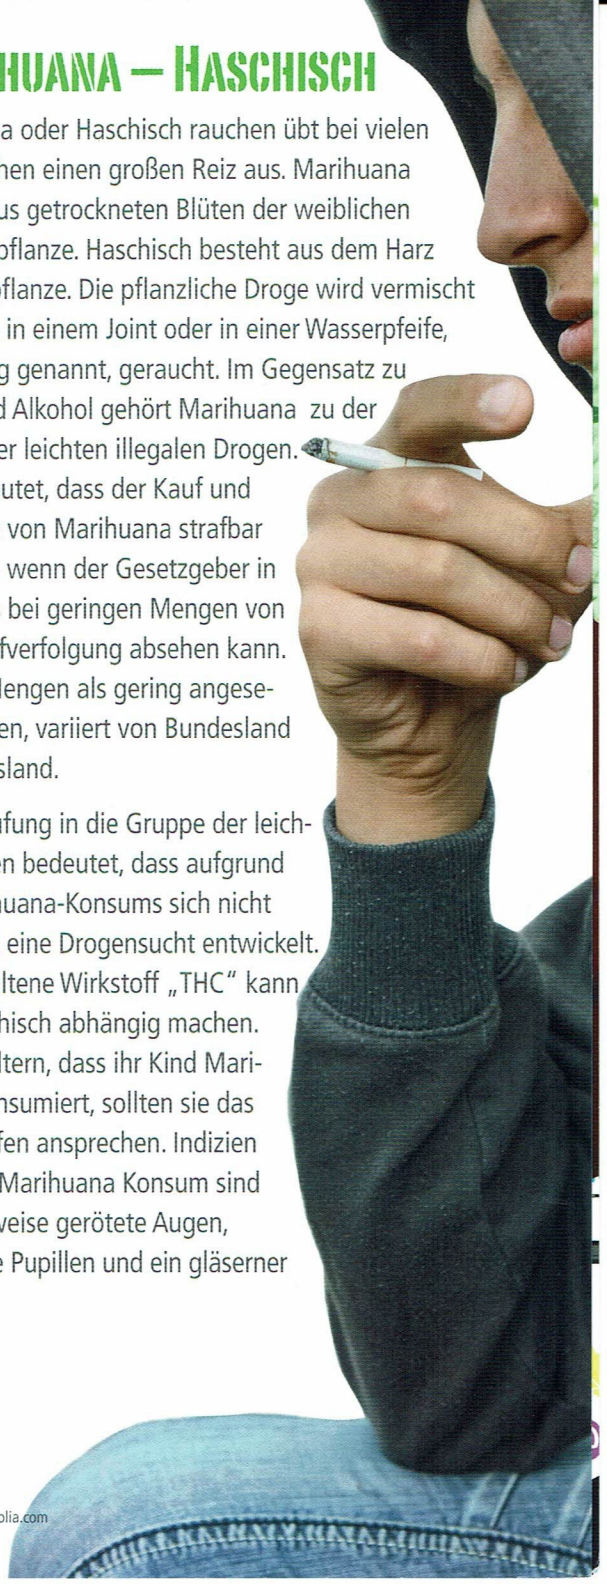 HUANA – HASCHISCH
a oder Haschisch rauchen übt bei vielen
hen einen großen Reiz aus. Marihuana
us getrockneten Blüten der weiblichen
pflanze. Haschisch besteht aus dem Harz
flanze. Die pflanzliche Droge wird vermischt
in einem Joint oder in einer Wasserpfeife,
g genannt, geraucht. Im Gegensatz zu
d Alkohol gehört Marihuana zu der
er leichten illegalen Drogen.
utet, dass der Kauf und
von Marihuana strafbar
wenn der Gesetzgeber in
bei geringen Mengen von
fverfolgung absehen kann.
engen als gering angese-
en, variiert von Bundesland
sland.
ufung in die Gruppe der leich-
n bedeutet, dass aufgrund
uana-Konsums sich nicht
eine Drogensucht entwickelt.
ltene Wirkstoff „THC“ kann
hisch abhängig machen.
ltern, dass ihr Kind Mari-
nsumiert, sollten sie das
fen ansprechen. Indizien
Marihuana Konsum sind
weise gerötete Augen,
e Pupillen und ein gläserner
olia.com